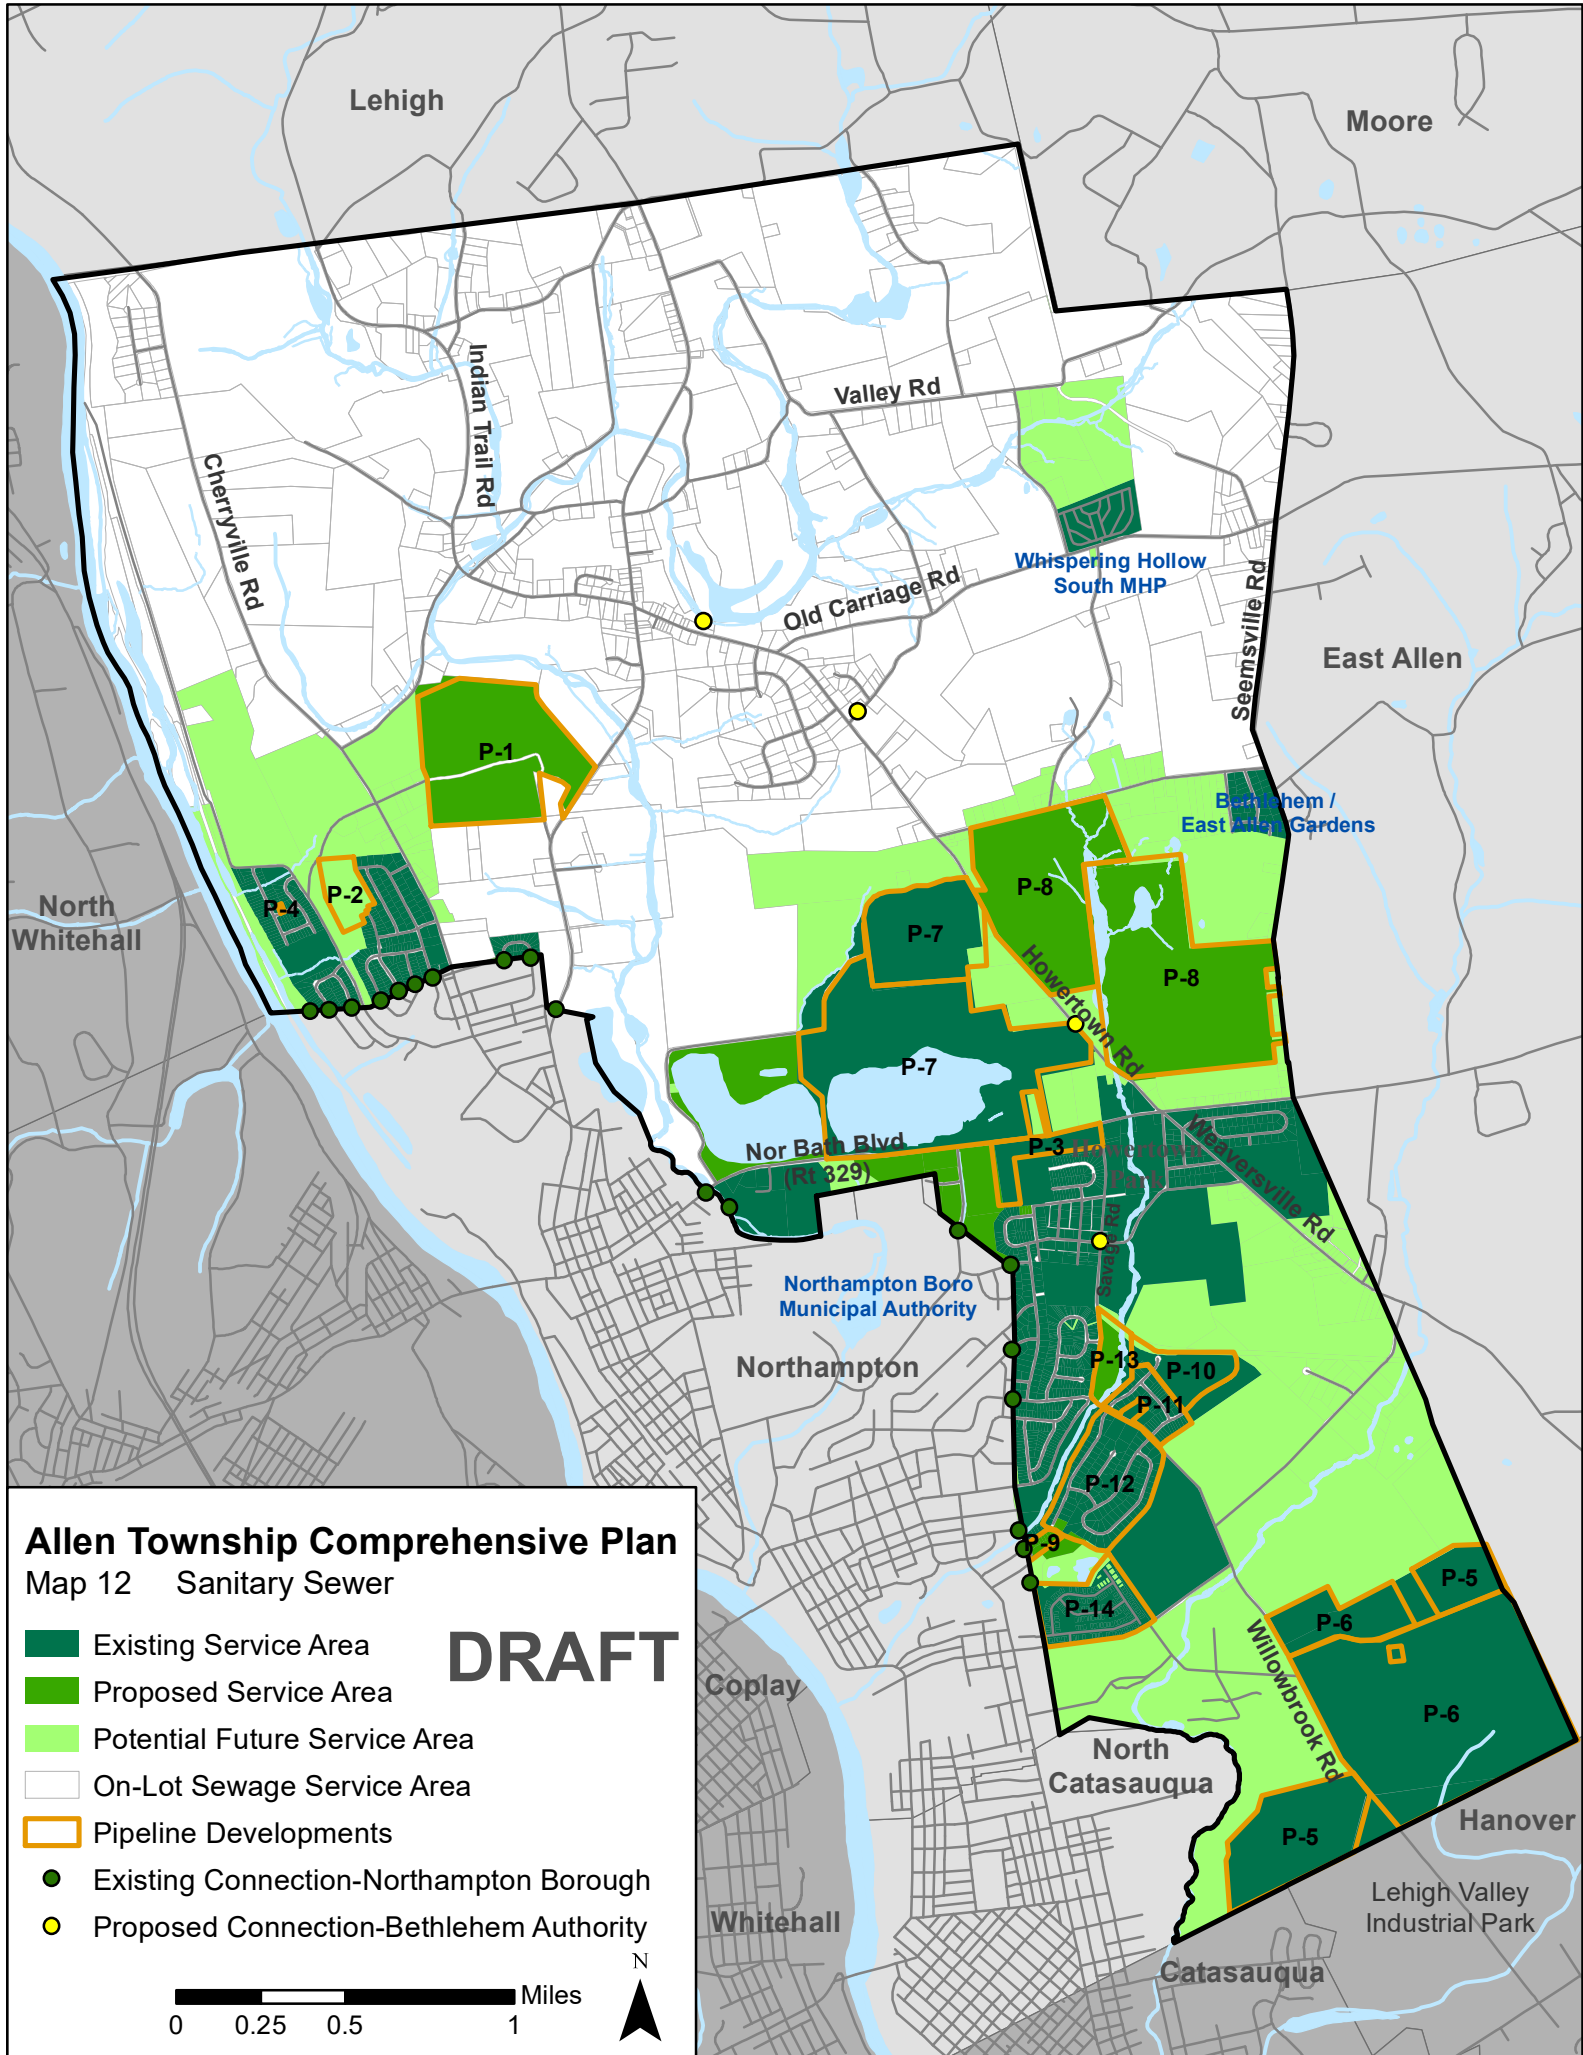 Lehigh
Moore
Indian Trail Rd
Valley Rd
Cherryville Rd
Whispering Hollow
South MHP
Old Carriage Rd
Seemsville Rd
East Allen
P-1
Bethlehem /
East Allen Gardens
P-8
P-2
P-4
North
Whitehall
P-7
Howertown Rd
P-8
P-7
Nor Bath Blvd
(Rt 329)
P-3
Howertown
Park
Weaversville Rd
Savage Rd
Northampton Boro
Municipal Authority
Northampton
P-13
P-10
P-11
P-12
P-9
P-14
P-5
P-6
P-6
Willowbrook Rd
P-5
North
Catasauqua
Hanover
Lehigh Valley
Industrial Park
Catasauqua
Coplay
Whitehall
Allen Township Comprehensive Plan
Map 12 Sanitary Sewer
DRAFT
Existing Service Area
Proposed Service Area
Potential Future Service Area
On-Lot Sewage Service Area
Pipeline Developments
Existing Connection-Northampton Borough
Proposed Connection-Bethlehem Authority
N
Miles
0 0.25 0.5 1